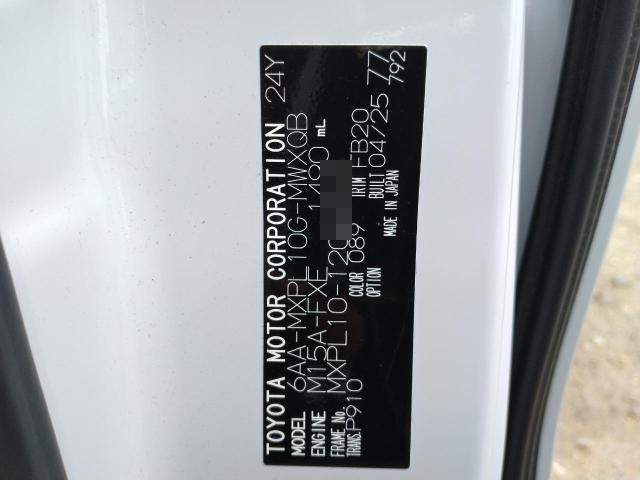 TOYOTA MOTOR CORPORATION 24Y
MODEL 6AA-MXPL10G-MWXQB
ENGINE M15A-FXE 1490 mL
FRAME No. MXPL10-120
COLOR 089 TRIM FB20 77
TRANS. P910 OPTION BUILT 04/25 792
MADE IN JAPAN